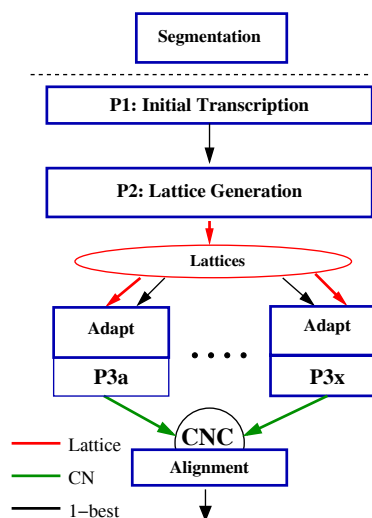 Segmentation
P1: Initial Transcription
P2: Lattice Generation
Lattices
Adapt
Adapt
P3a
P3x
CNC
Alignment
Lattice
CN
1−best